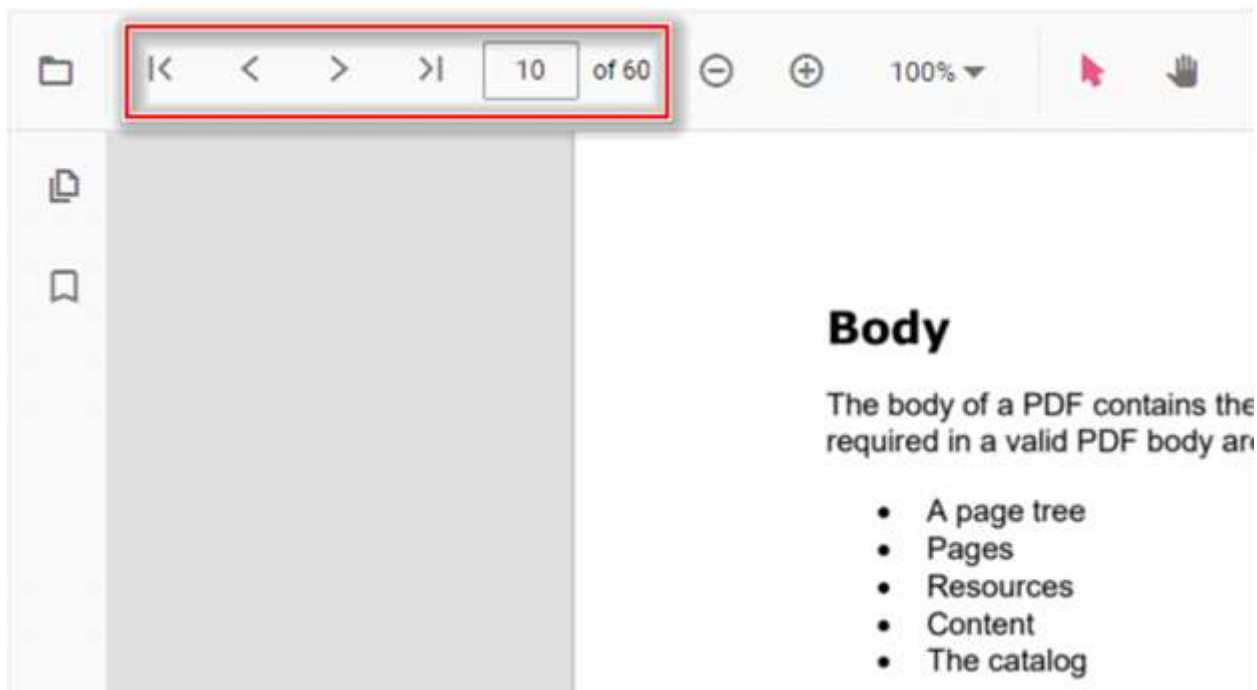 10 of 60 100%
Body
The body of a PDF contains the
required in a valid PDF body are
• A page tree
• Pages
• Resources
• Content
• The catalog